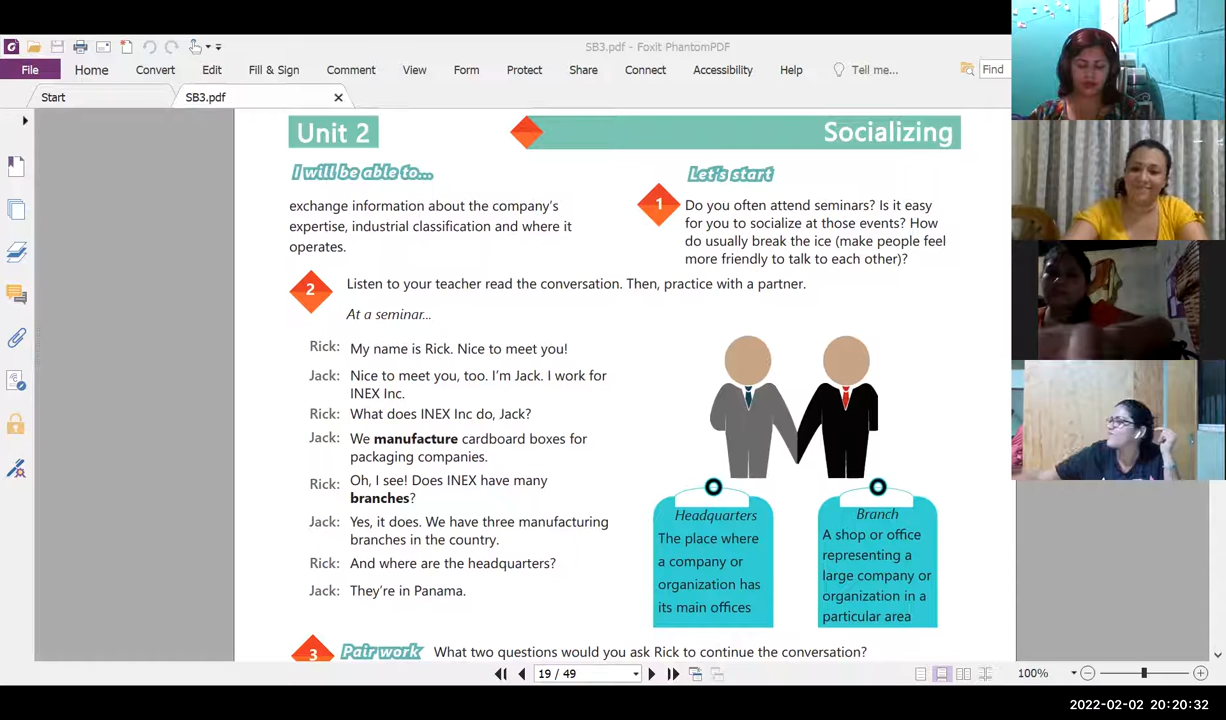 SB3.pdf - Foxit PhantomPDF
File Home Convert Edit Fill & Sign Comment View Form Protect Share Connect Accessibility Help Tell me... Find
Start SB3.pdf
Unit 2
Socializing
I will be able to...
exchange information about the company's
expertise, industrial classification and where it
operates.
Let's start
1
Do you often attend seminars? Is it easy
for you to socialize at those events? How
do usually break the ice (make people feel
more friendly to talk to each other)?
2
Listen to your teacher read the conversation. Then, practice with a partner.
At a seminar...
Rick: My name is Rick. Nice to meet you!
Jack: Nice to meet you, too. I'm Jack. I work for
INEX Inc.
Rick: What does INEX Inc do, Jack?
Jack: We manufacture cardboard boxes for
packaging companies.
Rick: Oh, I see! Does INEX have many
branches?
Jack: Yes, it does. We have three manufacturing
branches in the country.
Rick: And where are the headquarters?
Jack: They're in Panama.
Headquarters
The place where
a company or
organization has
its main offices
Branch
A shop or office
representing a
large company or
organization in a
particular area
3
Pair work What two questions would you ask Rick to continue the conversation?
19 / 49
100%
2022-02-02 20:20:32